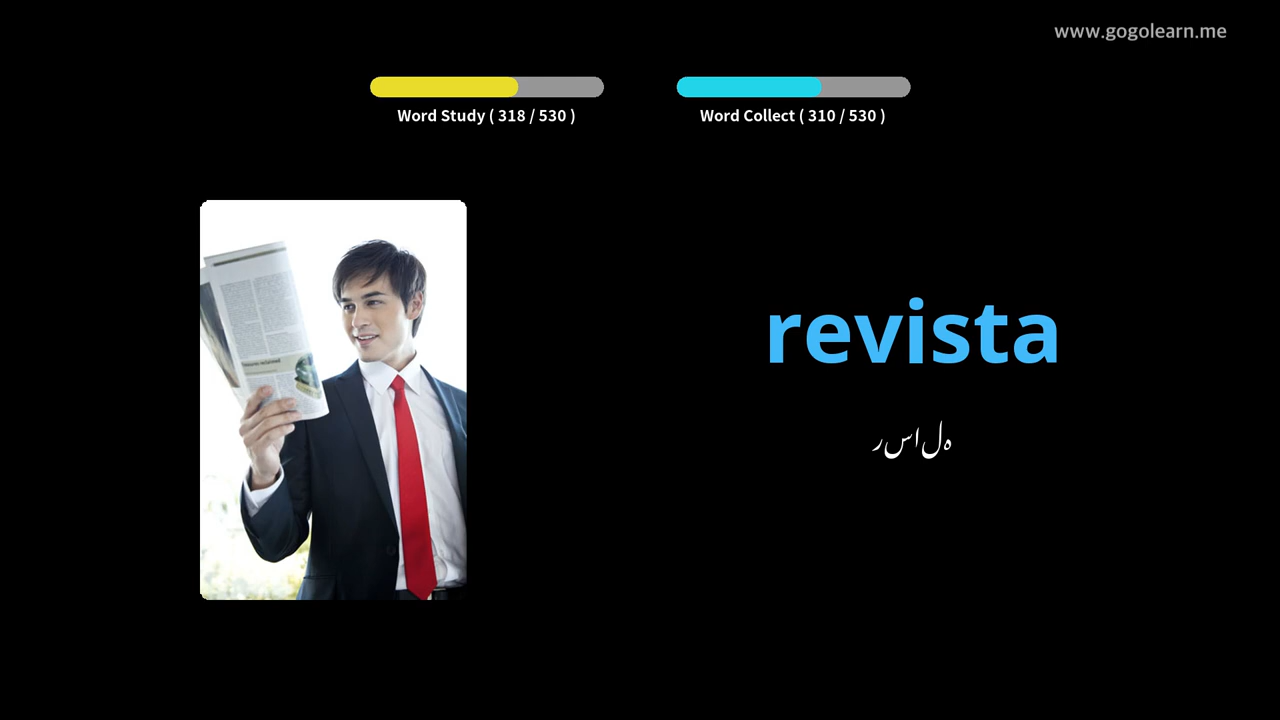 www.gogolearn.me
Word Study ( 318 / 530 )
Word Collect ( 310 / 530 )
revista
رسالہ